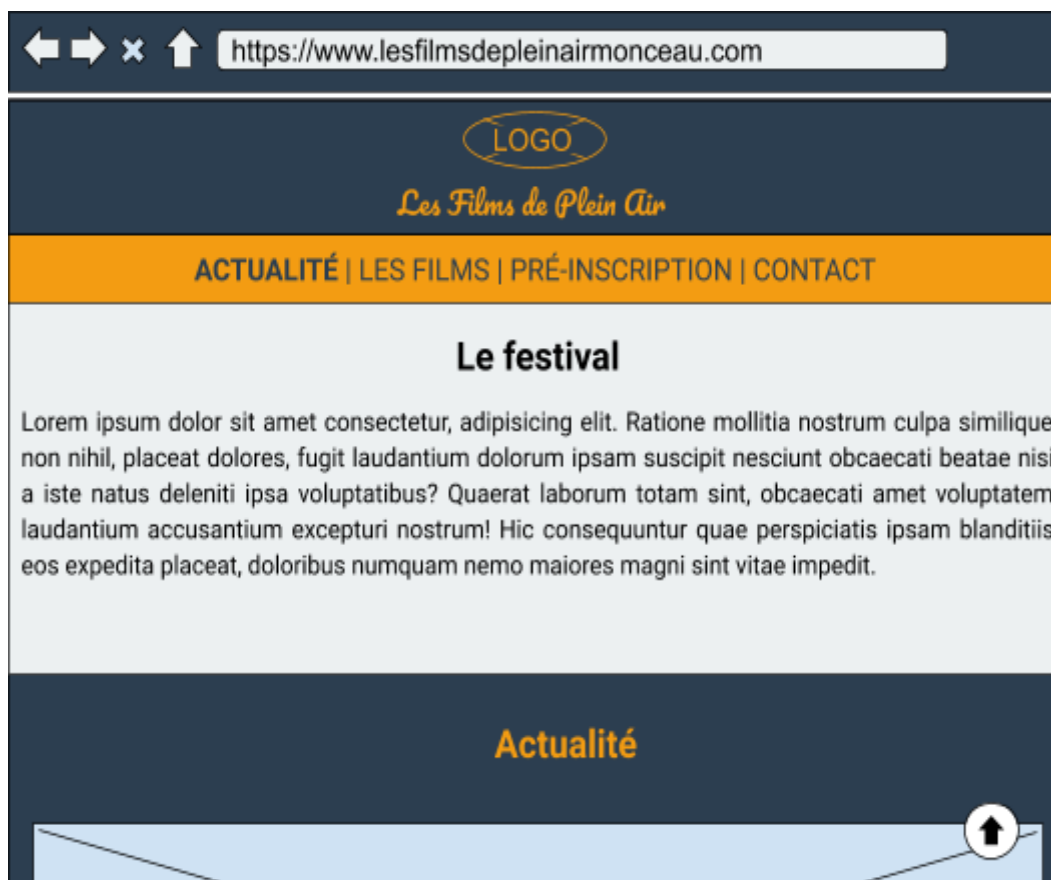 https://www.lesfilmsdepleinairmonceau.com
LOGO
Les Films de Plein Air
ACTUALITÉ | LES FILMS | PRÉ-INSCRIPTION | CONTACT
Le festival
Lorem ipsum dolor sit amet consectetur, adipisicing elit. Ratione mollitia nostrum culpa similique
non nihil, placeat dolores, fugit laudantium dolorum ipsam suscipit nesciunt obcaecati beatae nisi
a iste natus deleniti ipsa voluptatibus? Quaerat laborum totam sint, obcaecati amet voluptatem
laudantium accusantium excepturi nostrum! Hic consequuntur quae perspiciatis ipsam blanditiis
eos expedita placeat, doloribus numquam nemo maiores magni sint vitae impedit.
Actualité